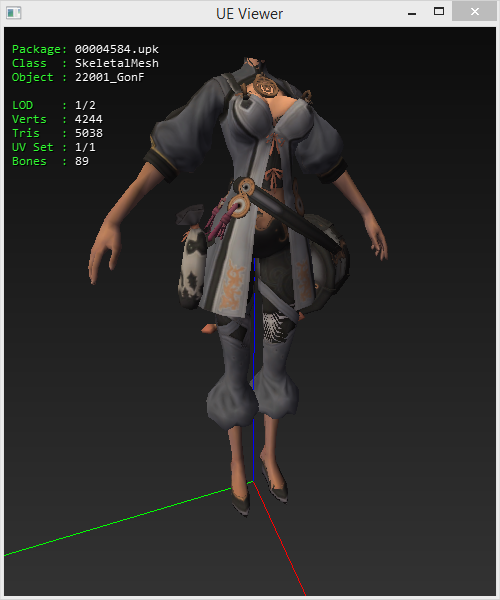 UE Viewer
Package: 00004584.upk
Class : SkeletalMesh
Object : 22001_GonF
LOD : 1/2
Verts : 4244
Tris : 5038
UV Set : 1/1
Bones : 89